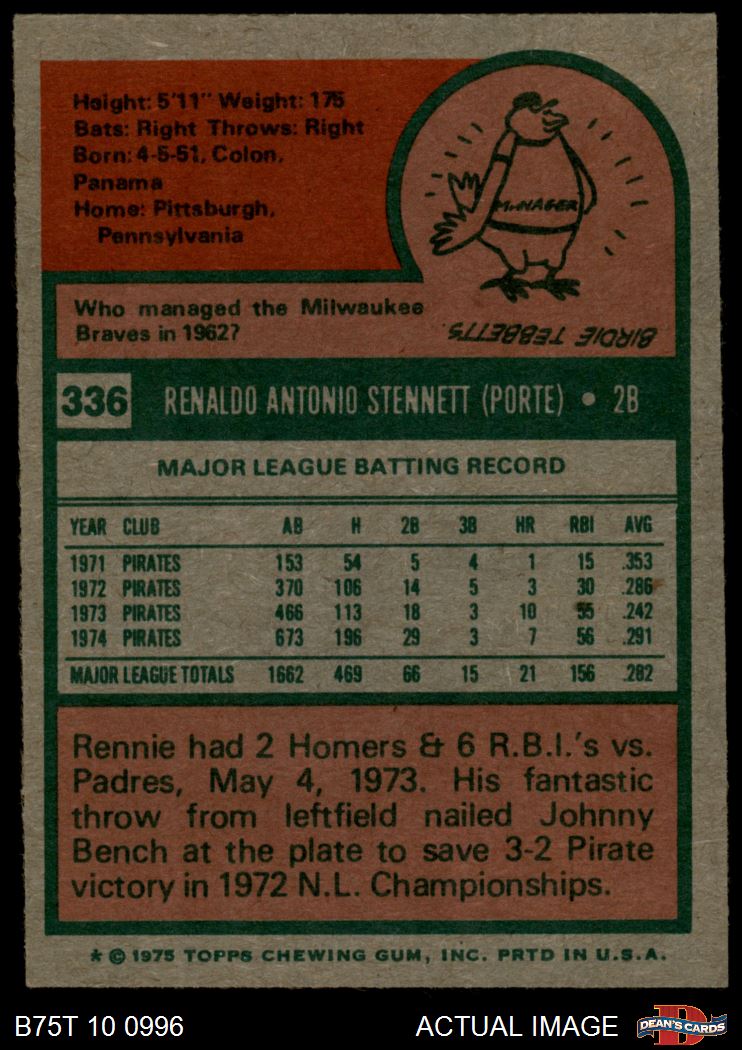 Height: 5'11" Weight: 175
Bats: Right Throws: Right
Born: 4-5-51, Colon,
Panama
Home: Pittsburgh,
Pennsylvania
MANAGER
Who managed the Milwaukee
Braves in 1962?
BIRDIE TEBBETTS.
336 RENALDO ANTONIO STENNETT (PORTE) • 2B
MAJOR LEAGUE BATTING RECORD
YEAR CLUB AB H 2B 3B HR RBI AVG
1971 PIRATES 153 54 5 4 1 15 .353
1972 PIRATES 370 106 14 5 3 30 .286
1973 PIRATES 466 113 18 3 10 55 .242
1974 PIRATES 673 196 29 3 7 56 .291
MAJOR LEAGUE TOTALS 1662 469 66 15 21 156 .282
Rennie had 2 Homers & 6 R.B.I.'s vs.
Padres, May 4, 1973. His fantastic
throw from leftfield nailed Johnny
Bench at the plate to save 3-2 Pirate
victory in 1972 N.L. Championships.
* © 1975 TOPPS CHEWING GUM, INC. PRTD IN U.S.A.
B75T 10 0996 ACTUAL IMAGE DEAN'S CARDS